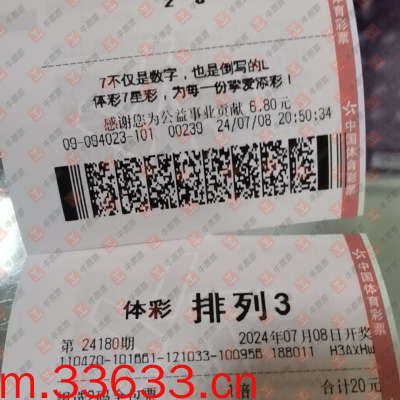 7不仅是数字，也是倒写的L
体彩7星彩，为每一份挚爱添彩！
感谢您为公益事业贡献 6.80元
09-094023-101 00239 24/07/08 20:50:34
中国体育彩票
中国体育彩票
体彩 排列3
第 24180期 2024年07月08日开奖
110470-101661-121033-100956 188011 H3AxHw
1倍 合计20元
m.33633.cn